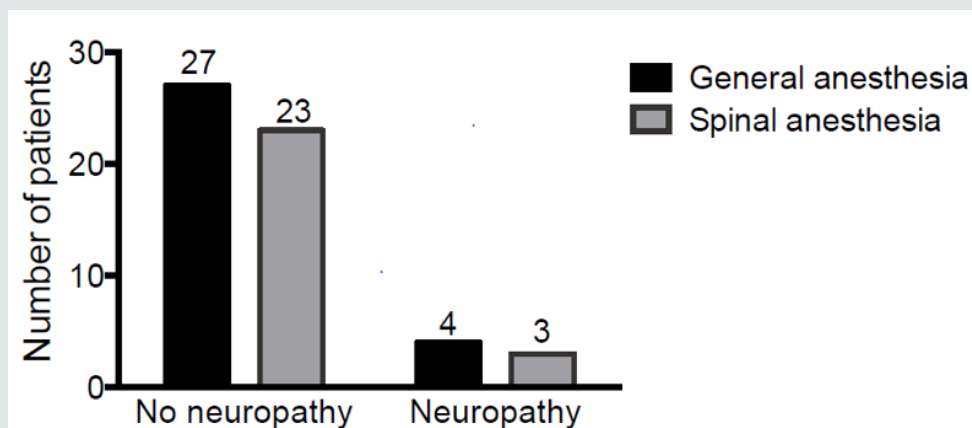 Number of patients
30
20
10
0
27
23
4
3
No neuropathy
Neuropathy
General anesthesia
Spinal anesthesia